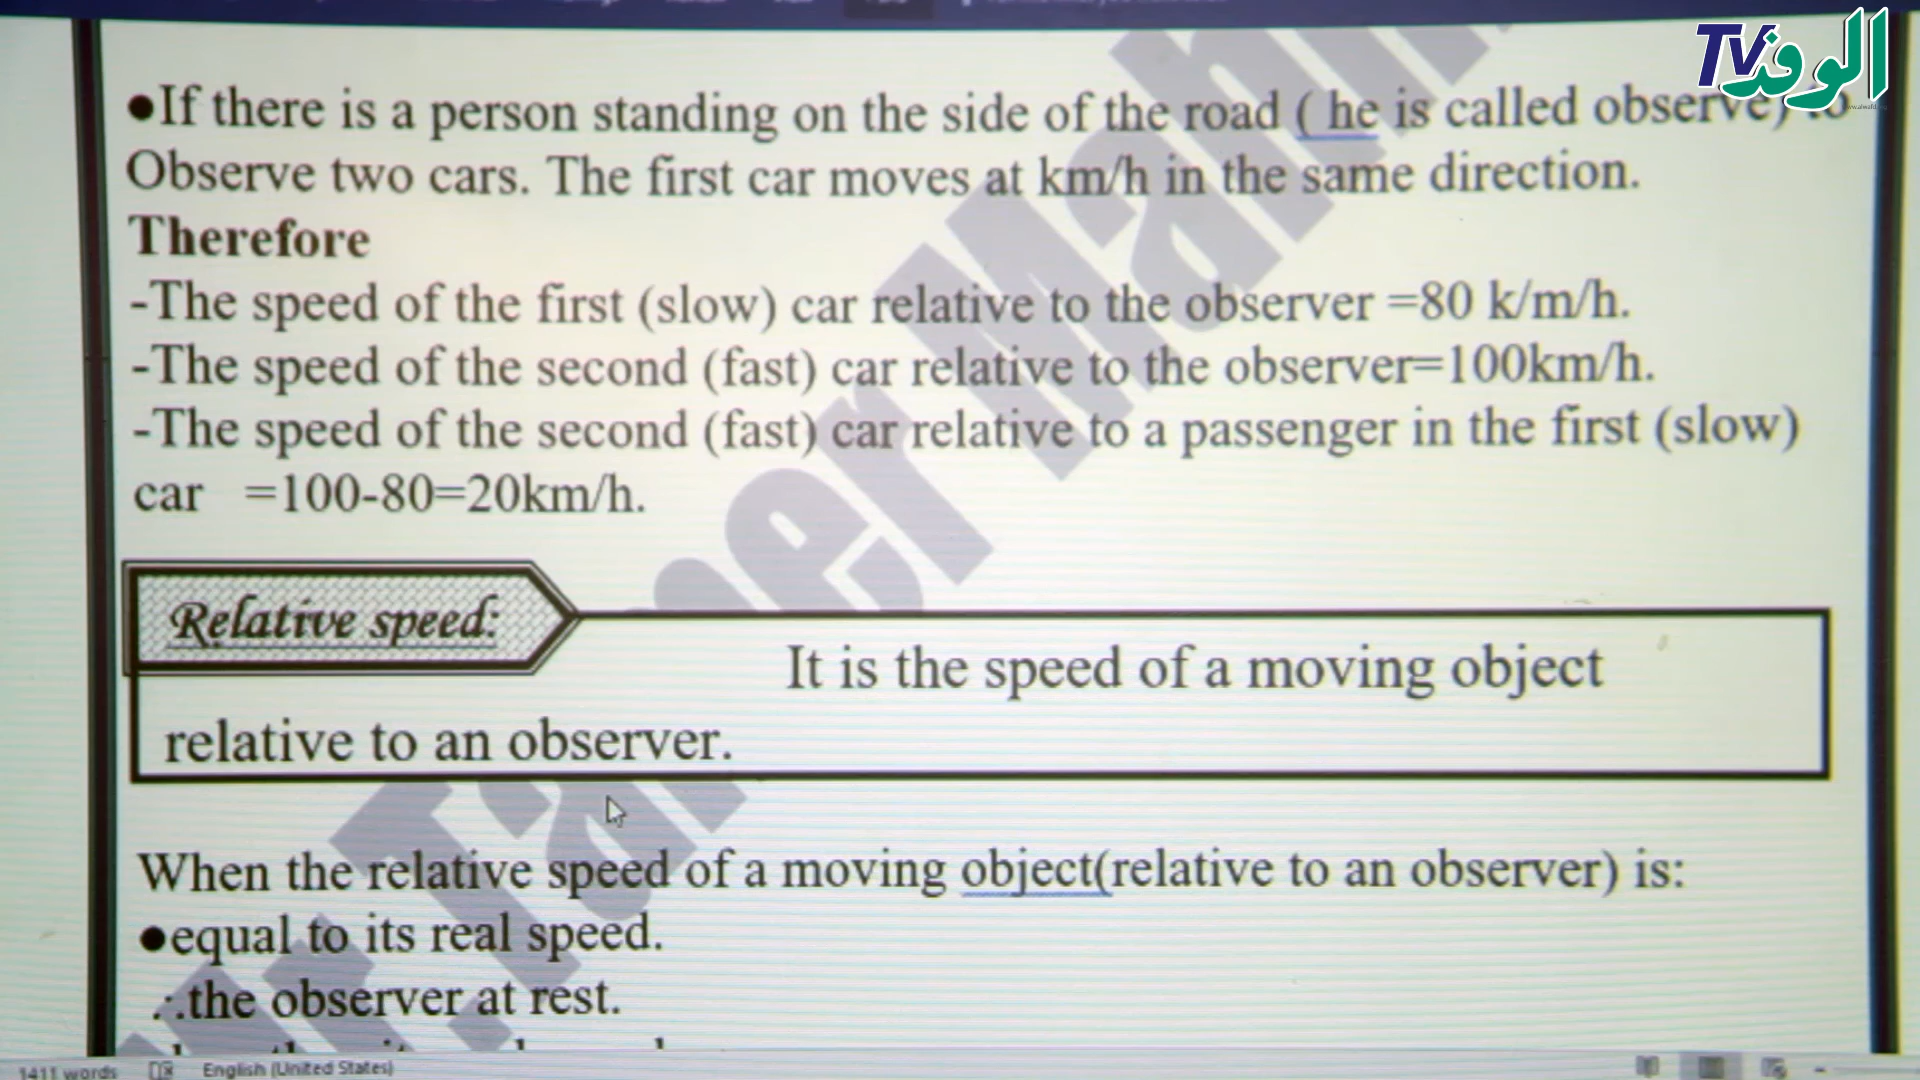 TV الوفد
●If there is a person standing on the side of the road ( he is called observe) to
Observe two cars. The first car moves at km/h in the same direction.
Therefore
-The speed of the first (slow) car relative to the observer =80 k/m/h.
-The speed of the second (fast) car relative to the observer=100km/h.
-The speed of the second (fast) car relative to a passenger in the first (slow)
car =100-80=20km/h.
Relative speed:
It is the speed of a moving object
relative to an observer.
When the relative speed of a moving object(relative to an observer) is:
●equal to its real speed.
∴the observer at rest.
1411 words English (United States)
Mr. Tamer